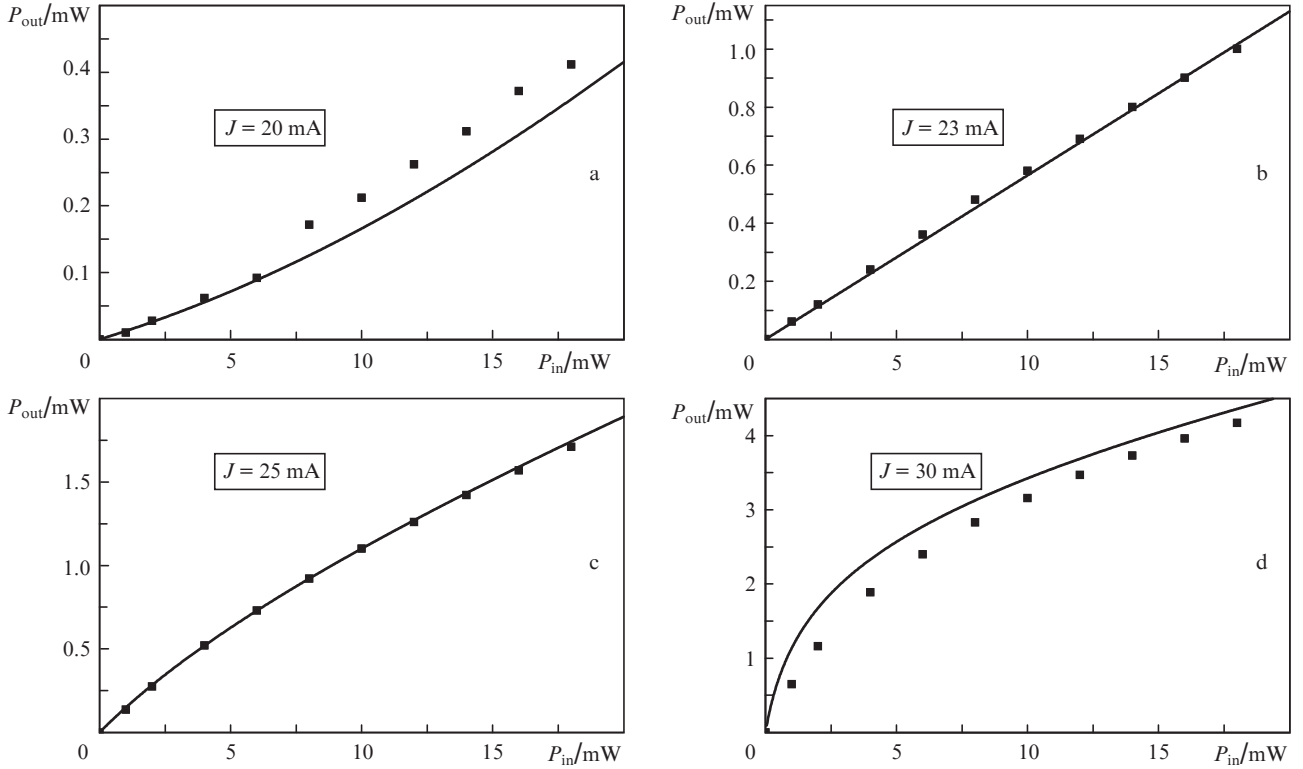 P_out/mW
0.4
J = 20 mA
0.3
a
0.2
0.1
0 5 10 15 P_in/mW
P_out/mW
1.0
0.8
J = 23 mA
0.6
b
0.4
0.2
0 5 10 15 P_in/mW
P_out/mW
J = 25 mA
1.5
1.0
c
0.5
0 5 10 15 P_in/mW
P_out/mW
4
J = 30 mA
3
d
2
1
0 5 10 15 P_in/mW